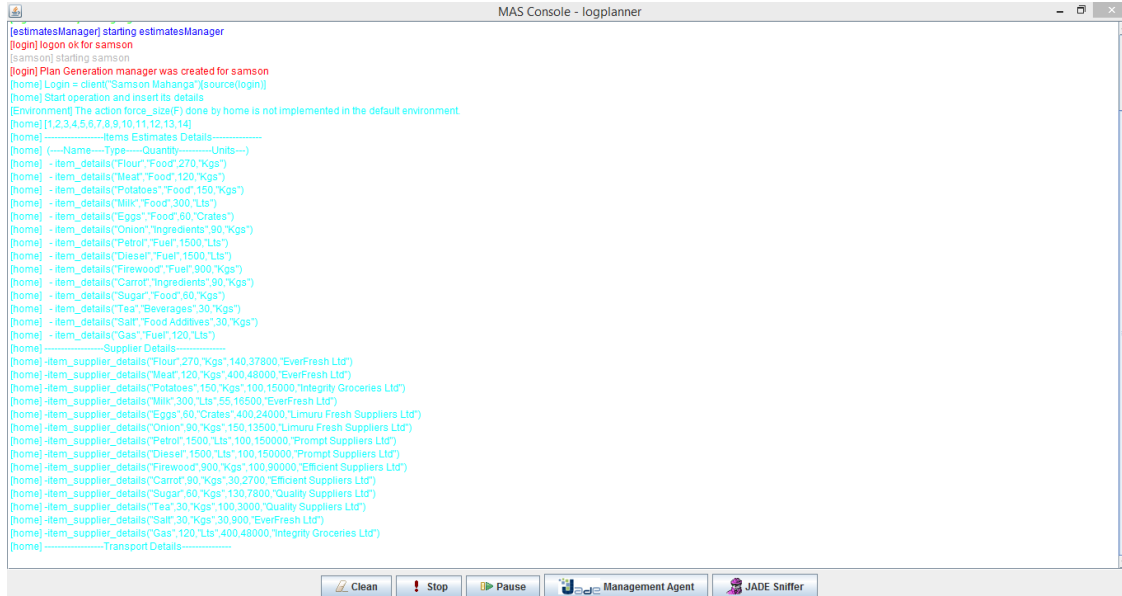 MAS Console - logplanner
[estimatesManager] starting estimatesManager
[login] logon ok for samson
[samson] starting samson
[login] Plan Generation manager was created for samson
[home] Login = client("Samson Mahanga")[source(login)]
[home] Start operation and insert its details
[Environment] The action force_size(F) done by home is not implemented in the default environment.
[home] [1,2,3,4,5,6,7,8,9,10,11,12,13,14]
[home] ------------------Items Estimates Details---------------
[home] (----Name----Type-----Quantity----------Units---)
[home] - item_details("Flour","Food",270,"Kgs")
[home] - item_details("Meat","Food",120,"Kgs")
[home] - item_details("Potatoes","Food",150,"Kgs")
[home] - item_details("Milk","Food",300,"Lts")
[home] - item_details("Eggs","Food",60,"Crates")
[home] - item_details("Onion","Ingredients",90,"Kgs")
[home] - item_details("Petrol","Fuel",1500,"Lts")
[home] - item_details("Diesel","Fuel",1500,"Lts")
[home] - item_details("Firewood","Fuel",900,"Kgs")
[home] - item_details("Carrot","Ingredients",90,"Kgs")
[home] - item_details("Sugar","Food",60,"Kgs")
[home] - item_details("Tea","Beverages",30,"Kgs")
[home] - item_details("Salt","Food Additives",30,"Kgs")
[home] - item_details("Gas","Fuel",120,"Lts")
[home] ------------------Supplier Details---------------
[home] -item_supplier_details("Flour",270,"Kgs",140,37800,"EverFresh Ltd")
[home] -item_supplier_details("Meat",120,"Kgs",400,48000,"EverFresh Ltd")
[home] -item_supplier_details("Potatoes",150,"Kgs",100,15000,"Integrity Groceries Ltd")
[home] -item_supplier_details("Milk",300,"Lts",55,16500,"EverFresh Ltd")
[home] -item_supplier_details("Eggs",60,"Crates",400,24000,"Limuru Fresh Suppliers Ltd")
[home] -item_supplier_details("Onion",90,"Kgs",150,13500,"Limuru Fresh Suppliers Ltd")
[home] -item_supplier_details("Petrol",1500,"Lts",100,150000,"Prompt Suppliers Ltd")
[home] -item_supplier_details("Diesel",1500,"Lts",100,150000,"Prompt Suppliers Ltd")
[home] -item_supplier_details("Firewood",900,"Kgs",100,90000,"Efficient Suppliers Ltd")
[home] -item_supplier_details("Carrot",90,"Kgs",30,2700,"Efficient Suppliers Ltd")
[home] -item_supplier_details("Sugar",60,"Kgs",130,7800,"Quality Suppliers Ltd")
[home] -item_supplier_details("Tea",30,"Kgs",100,3000,"Quality Suppliers Ltd")
[home] -item_supplier_details("Salt",30,"Kgs",30,900,"EverFresh Ltd")
[home] -item_supplier_details("Gas",120,"Lts",400,48000,"Integrity Groceries Ltd")
[home] ------------------Transport Details---------------
Clean Stop Pause Jade Management Agent JADE Sniffer